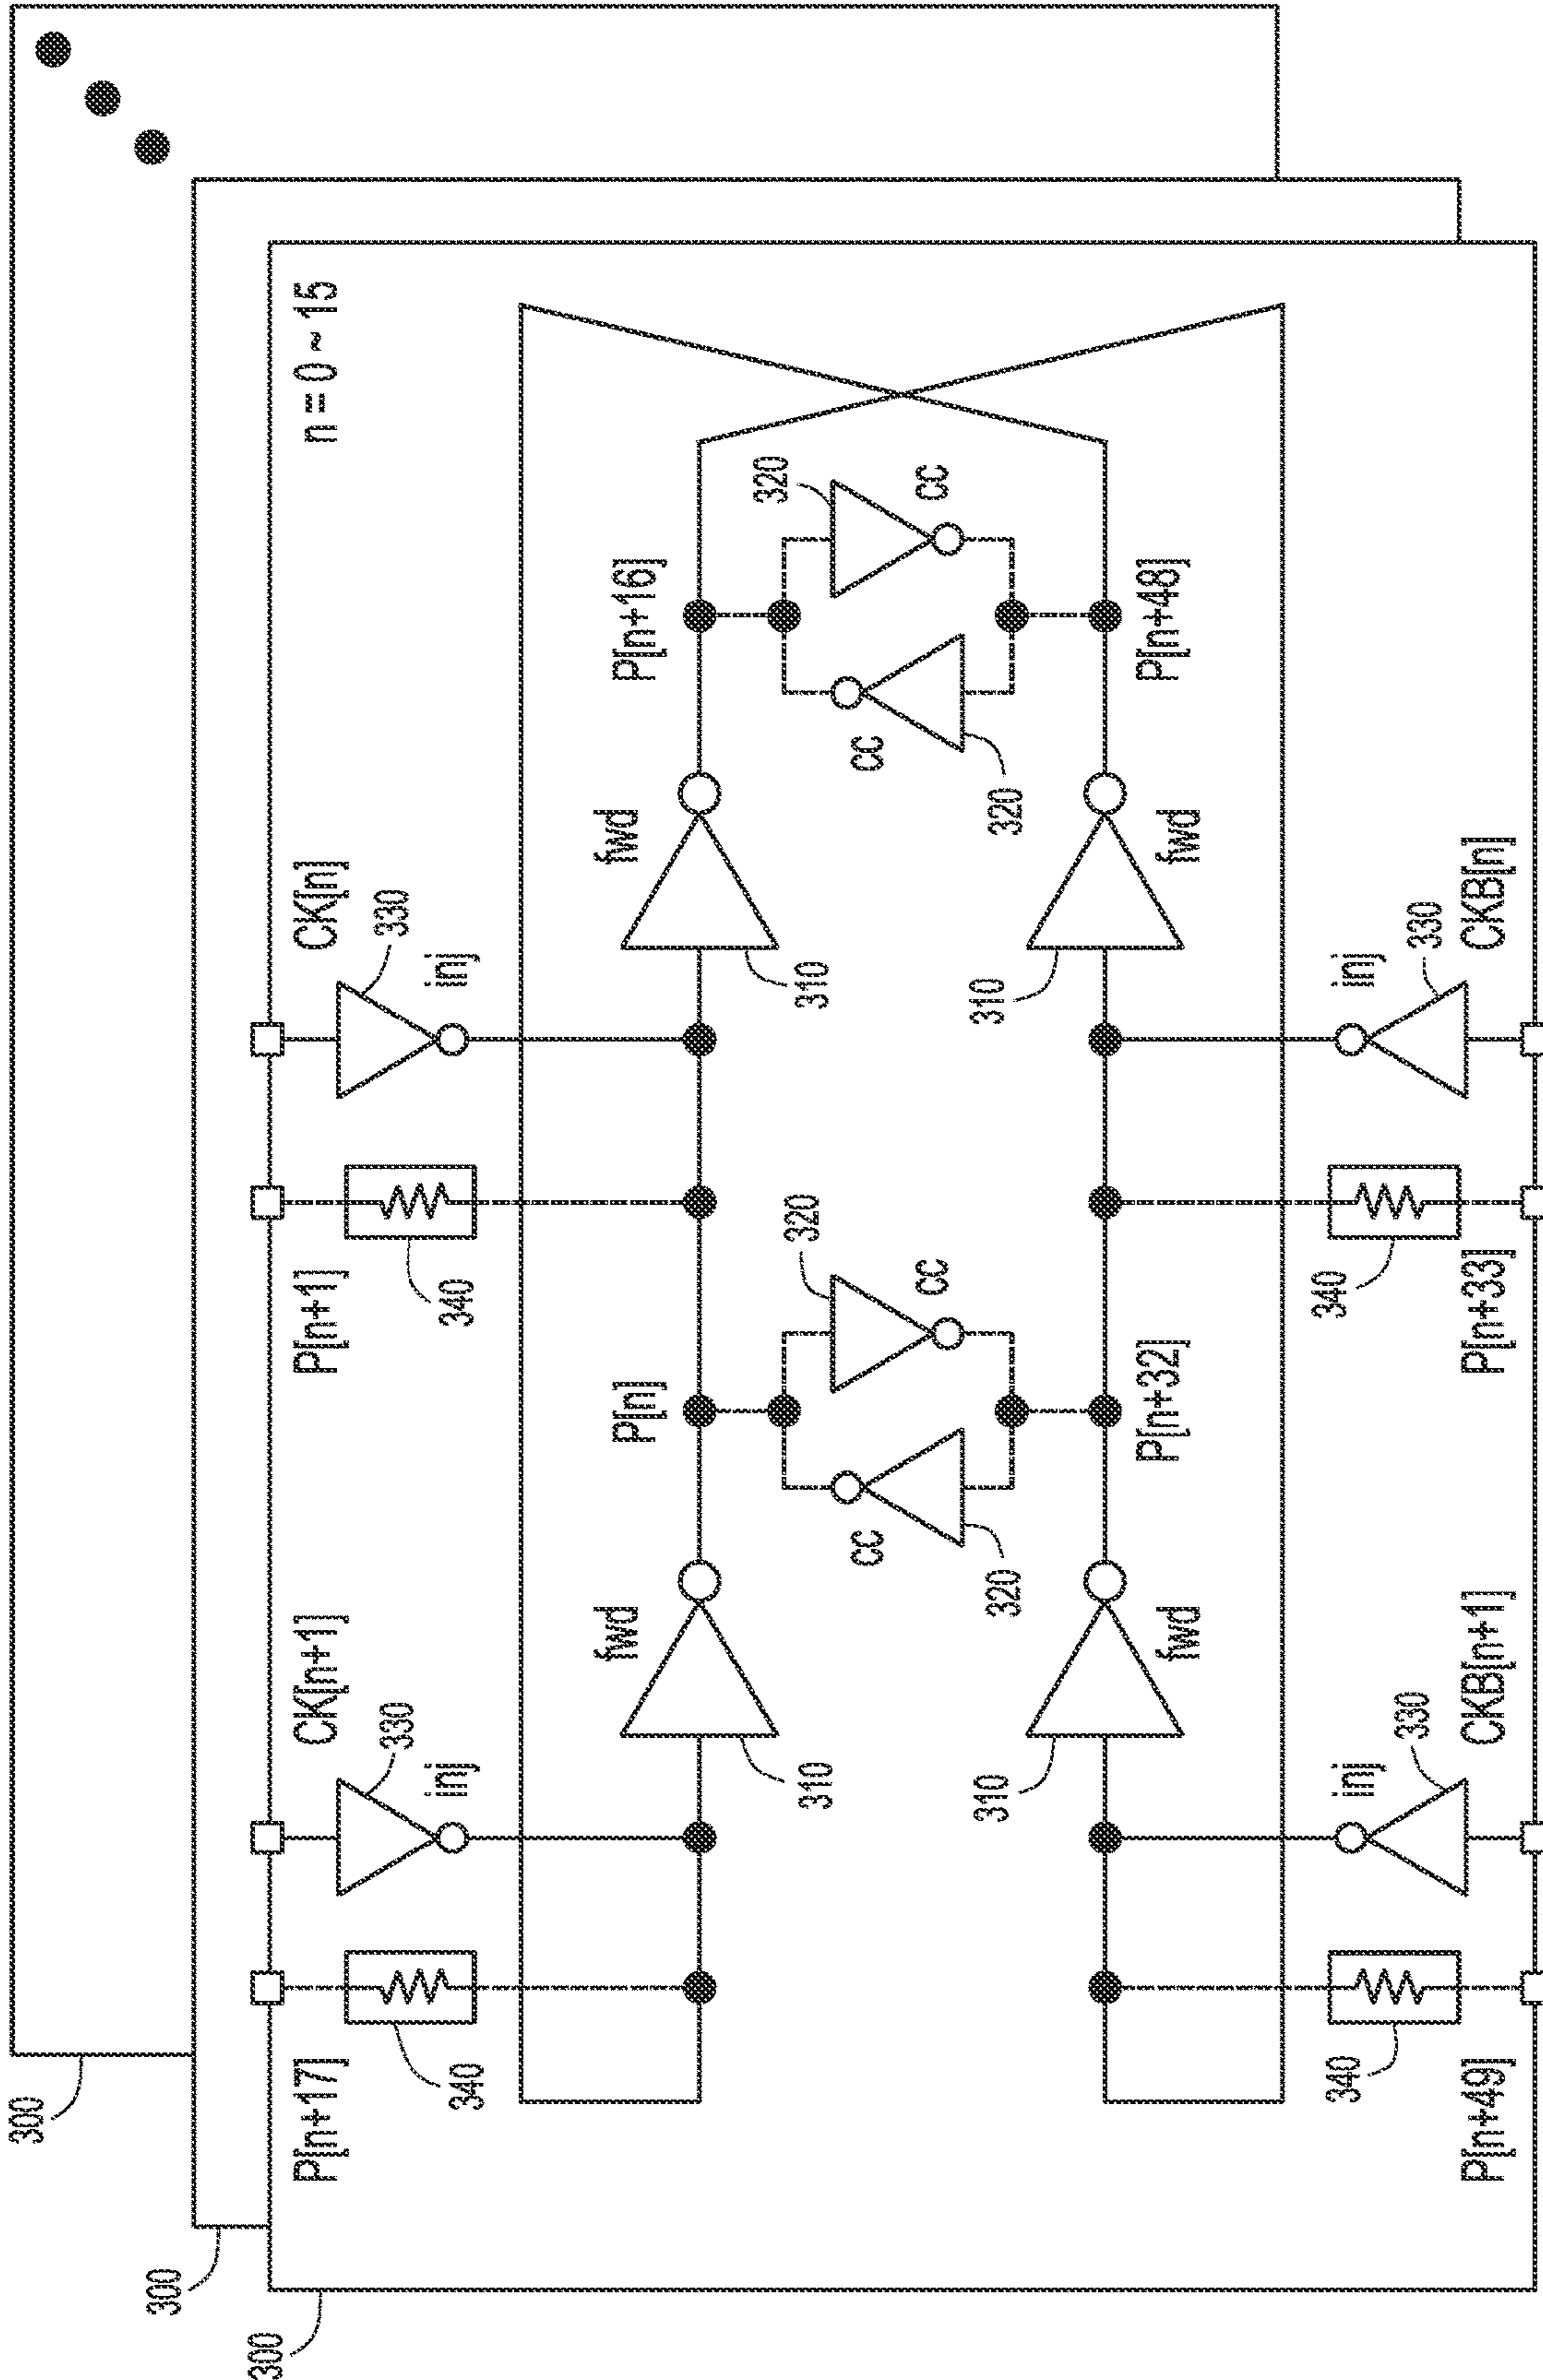 300
300
300
n = 0 ~ 15
P[n+17]
CK[n+1]
P[n+1]
CK[n]
340
330
inj
340
330
inj
fwd
P[n]
fwd
P[n+16]
310
320
310
320
cc
cc
cc
cc
320
320
310
310
fwd
P[n+32]
fwd
P[n+48]
340
inj
330
340
inj
330
P[n+49]
CKB[n+1]
P[n+33]
CKB[n]